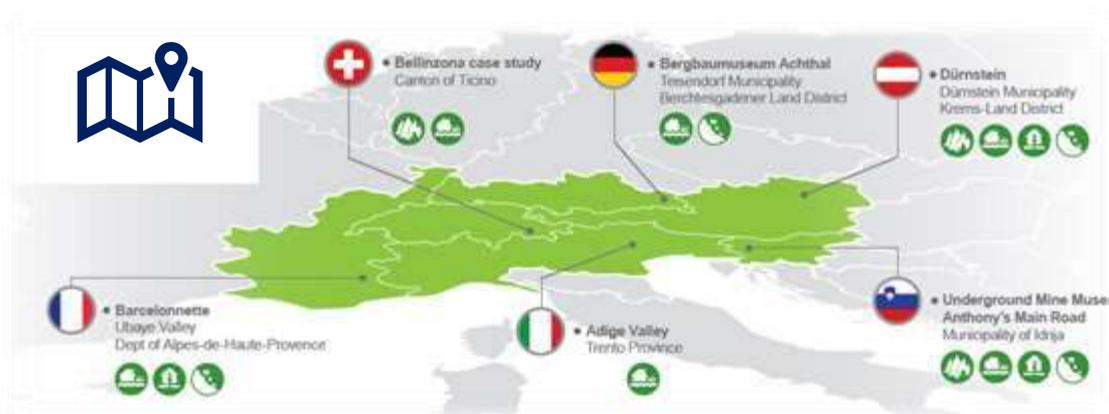 • Bellinzona case study
Canton of Ticino
• Bergbaumuseum Achthal
Teisendorf Municipality
Berchtesgadener Land District
• Dürnstein
Dürnstein Municipality
Krems-Land District
• Barcelonnette
Ubaye Valley
Dept of Alpes-de-Haute-Provence
• Adige Valley
Trento Province
• Underground Mine Muse
Anthony's Main Road
Municipality of Idrija